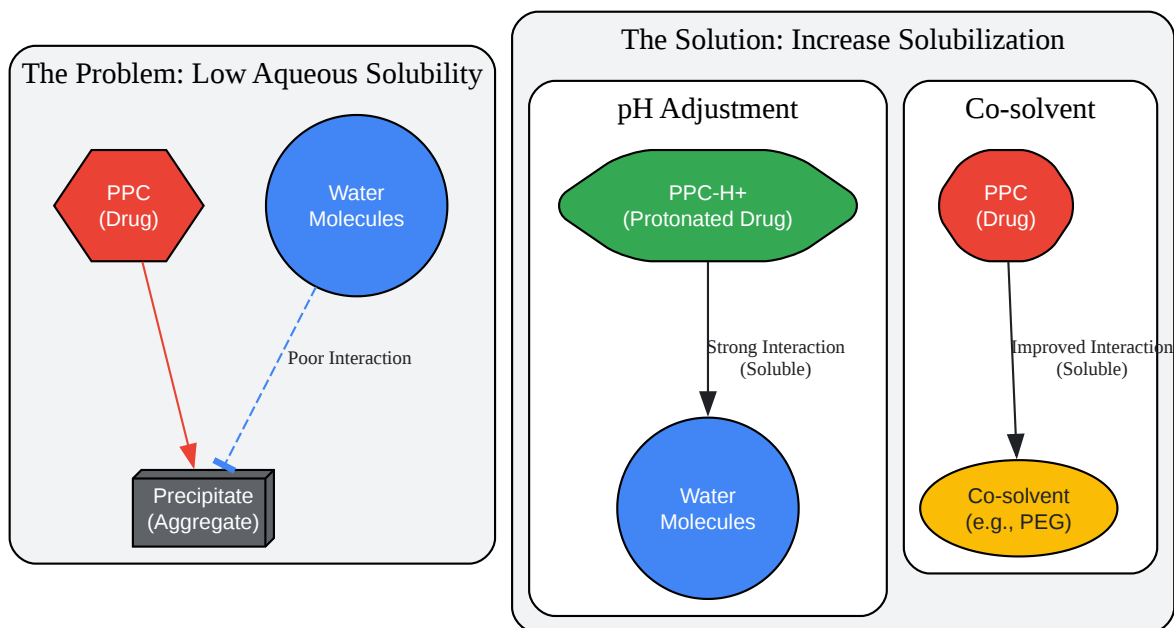 The Problem: Low Aqueous Solubility
PPC
(Drug)
Water
Molecules
Poor Interaction
Precipitate
(Aggregate)
The Solution: Increase Solubilization
pH Adjustment
PPC-H+
(Protonated Drug)
Strong Interaction
(Soluble)
Water
Molecules
Co-solvent
PPC
(Drug)
Improved Interaction
(Soluble)
Co-solvent
(e.g., PEG)